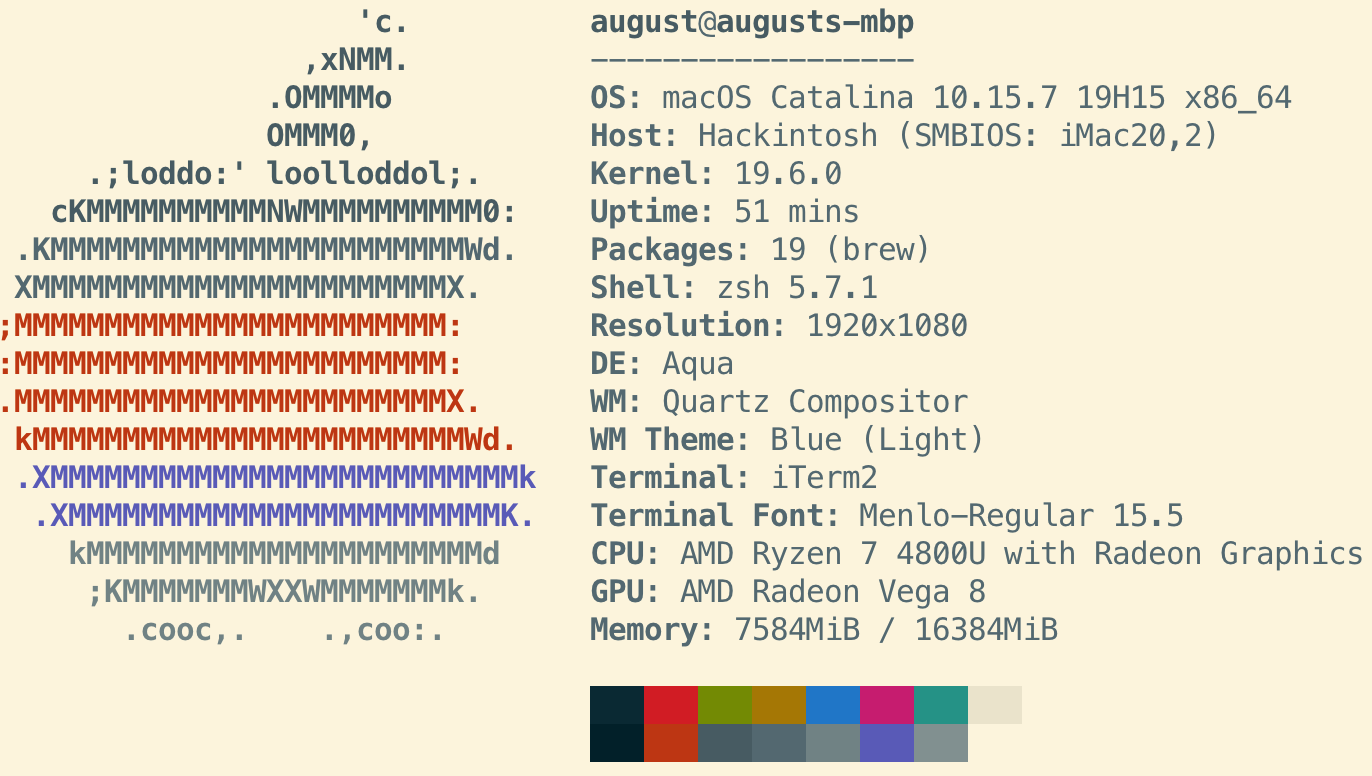 'c.
,xNMM.
.OMMMMo
OMMM0,
.;loddo:' loolloddol;.
cKMMMMMMMMMMNWMMMMMMMMMM0:
.KMMMMMMMMMMMMMMMMMMMMMMMWd.
XMMMMMMMMMMMMMMMMMMMMMMMX.
;MMMMMMMMMMMMMMMMMMMMMMMM:
:MMMMMMMMMMMMMMMMMMMMMMMM:
.MMMMMMMMMMMMMMMMMMMMMMMMX.
kMMMMMMMMMMMMMMMMMMMMMMMMWd.
.XMMMMMMMMMMMMMMMMMMMMMMMMMMk
.XMMMMMMMMMMMMMMMMMMMMMMMMK.
kMMMMMMMMMMMMMMMMMMMMMMd
;KMMMMMMMWXXWMMMMMMMk.
.cooc,.    .,coo:.
august@augusts-mbp
------------------
OS: macOS Catalina 10.15.7 19H15 x86_64
Host: Hackintosh (SMBIOS: iMac20,2)
Kernel: 19.6.0
Uptime: 51 mins
Packages: 19 (brew)
Shell: zsh 5.7.1
Resolution: 1920x1080
DE: Aqua
WM: Quartz Compositor
WM Theme: Blue (Light)
Terminal: iTerm2
Terminal Font: Menlo-Regular 15.5
CPU: AMD Ryzen 7 4800U with Radeon Graphics
GPU: AMD Radeon Vega 8
Memory: 7584MiB / 16384MiB